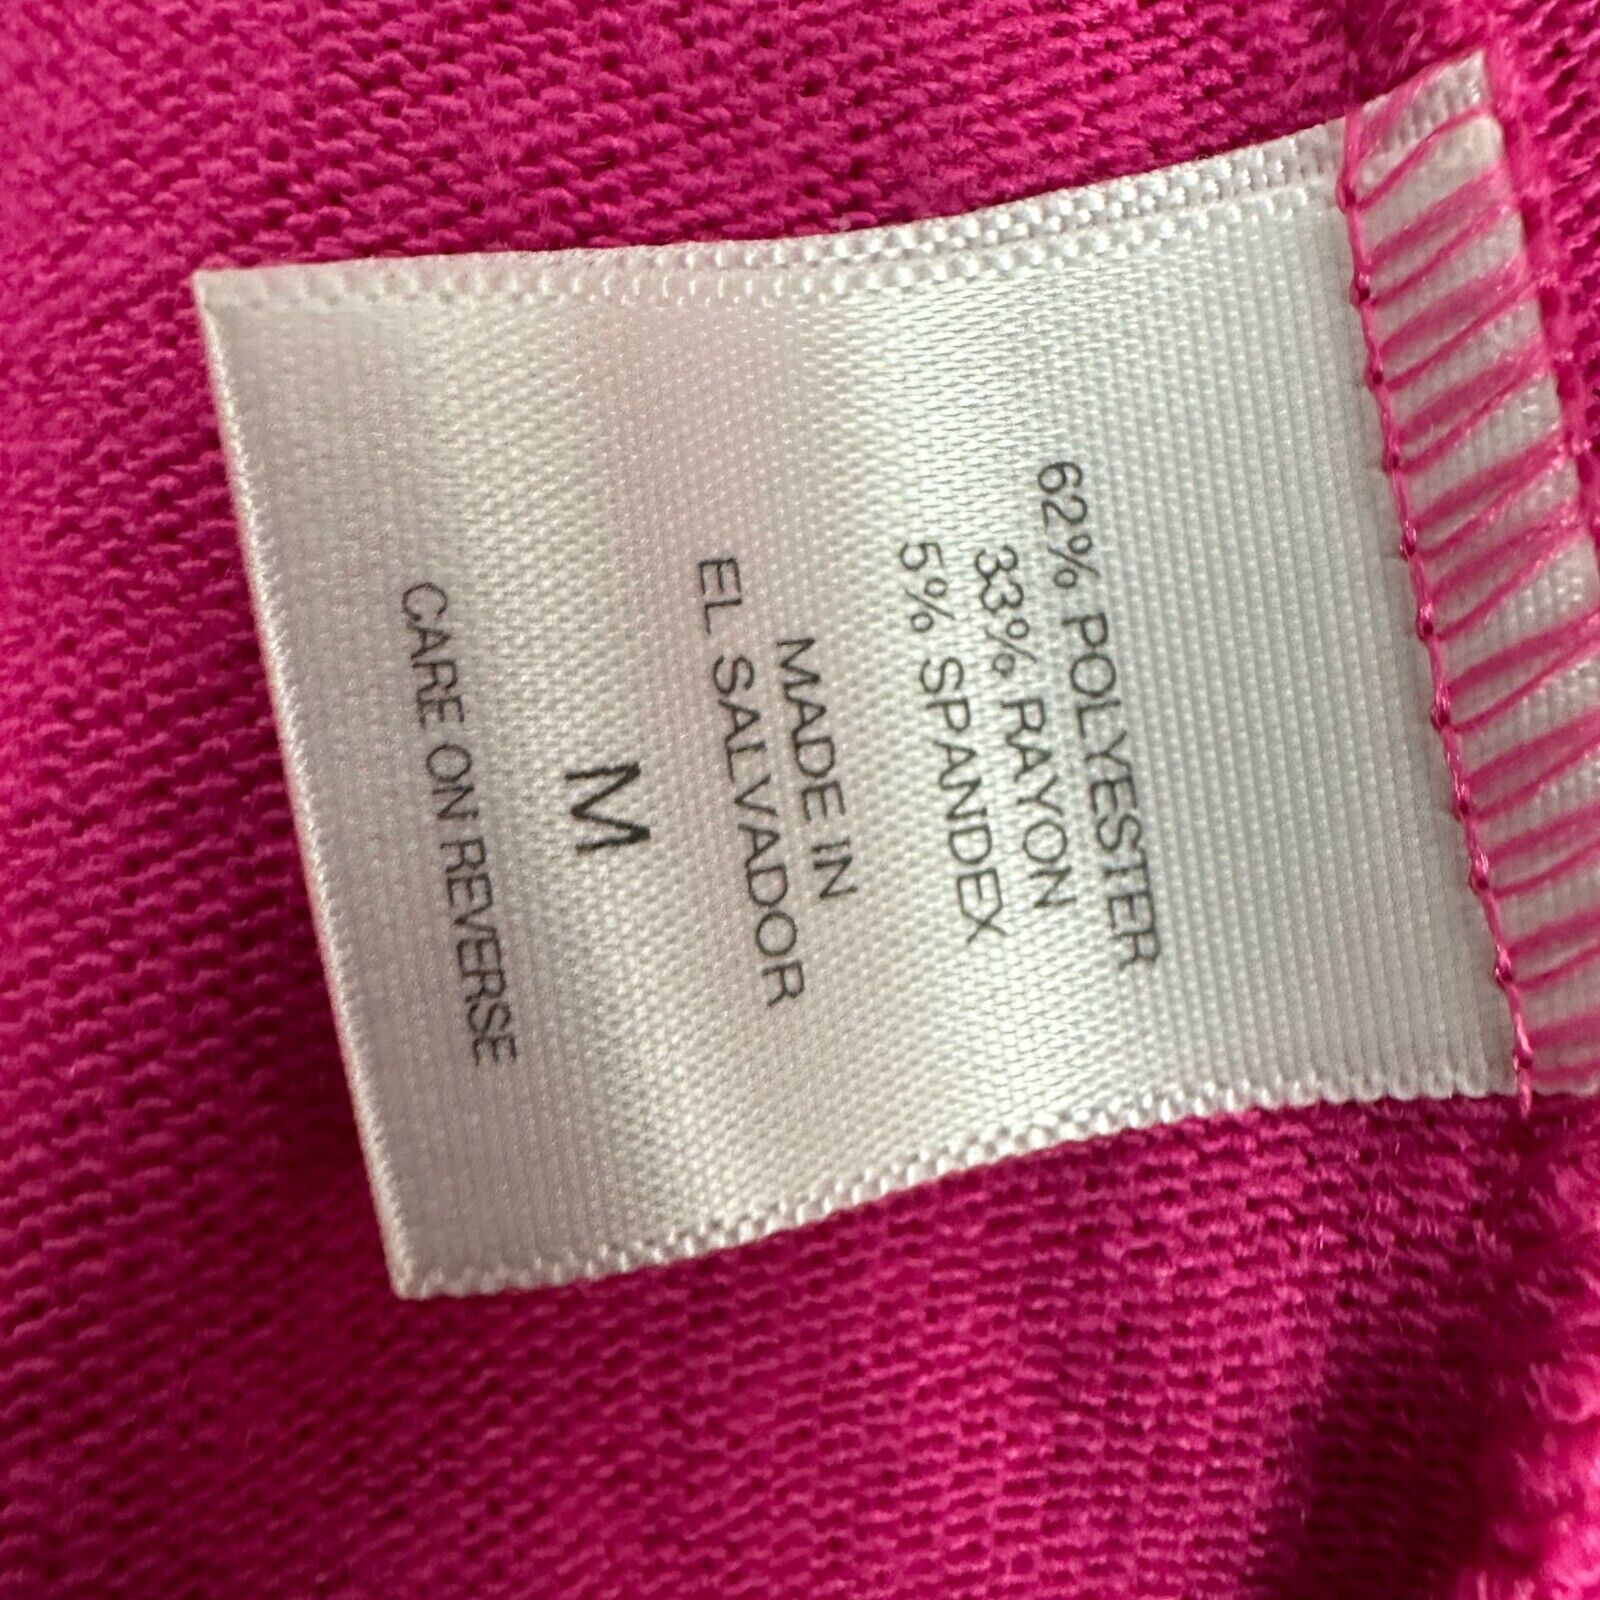 62% POLYESTER
33% RAYON
5% SPANDEX
MADE IN
EL SALVADOR
M
CARE ON REVERSE